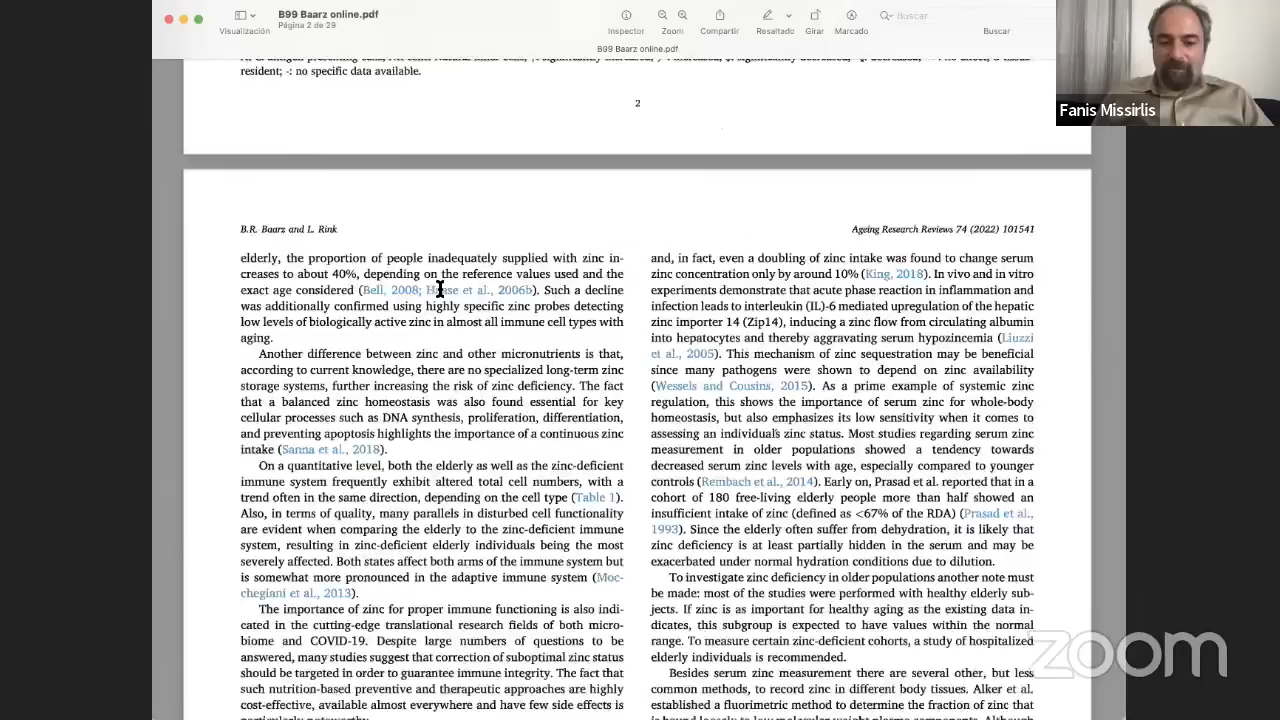 B99 Baarz online.pdf
Página 2 de 29
Visualización
Inspector
Zoom
Compartir
Resaltado
Girar
Marcado
Buscar
Buscar
B99 Baarz online.pdf
resident; -: no specific data available.
2
Fanis Missirlis
B.R. Baarz and L. Rink
Ageing Research Reviews 74 (2022) 101541
elderly, the proportion of people inadequately supplied with zinc in-
creases to about 40%, depending on the reference values used and the
exact age considered (Bell, 2008; Haase et al., 2006b). Such a decline
was additionally confirmed using highly specific zinc probes detecting
low levels of biologically active zinc in almost all immune cell types with
aging.
Another difference between zinc and other micronutrients is that,
according to current knowledge, there are no specialized long-term zinc
storage systems, further increasing the risk of zinc deficiency. The fact
that a balanced zinc homeostasis was also found essential for key
cellular processes such as DNA synthesis, proliferation, differentiation,
and preventing apoptosis highlights the importance of a continuous zinc
intake (Sanna et al., 2018).
On a quantitative level, both the elderly as well as the zinc-deficient
immune system frequently exhibit altered total cell numbers, with a
trend often in the same direction, depending on the cell type (Table 1).
Also, in terms of quality, many parallels in disturbed cell functionality
are evident when comparing the elderly to the zinc-deficient immune
system, resulting in zinc-deficient elderly individuals being the most
severely affected. Both states affect both arms of the immune system but
is somewhat more pronounced in the adaptive immune system (Moc-
chegiani et al., 2013).
The importance of zinc for proper immune functioning is also indi-
cated in the cutting-edge translational research fields of both micro-
biome and COVID-19. Despite large numbers of questions to be
answered, many studies suggest that correction of suboptimal zinc status
should be targeted in order to guarantee immune integrity. The fact that
such nutrition-based preventive and therapeutic approaches are highly
cost-effective, available almost everywhere and have few side effects is
particularly noteworthy.
and, in fact, even a doubling of zinc intake was found to change serum
zinc concentration only by around 10% (King, 2018). In vivo and in vitro
experiments demonstrate that acute phase reaction in inflammation and
infection leads to interleukin (IL)-6 mediated upregulation of the hepatic
zinc importer 14 (Zip14), inducing a zinc flow from circulating albumin
into hepatocytes and thereby aggravating serum hypozincemia (Liuzzi
et al., 2005). This mechanism of zinc sequestration may be beneficial
since many pathogens were shown to depend on zinc availability
(Wessels and Cousins, 2015). As a prime example of systemic zinc
regulation, this shows the importance of serum zinc for whole-body
homeostasis, but also emphasizes its low sensitivity when it comes to
assessing an individual's zinc status. Most studies regarding serum zinc
measurement in older populations showed a tendency towards
decreased serum zinc levels with age, especially compared to younger
controls (Rembach et al., 2014). Early on, Prasad et al. reported that in a
cohort of 180 free-living elderly people more than half showed an
insufficient intake of zinc (defined as <67% of the RDA) (Prasad et al.,
1993). Since the elderly often suffer from dehydration, it is likely that
zinc deficiency is at least partially hidden in the serum and may be
exacerbated under normal hydration conditions due to dilution.
To investigate zinc deficiency in older populations another note must
be made: most of the studies were performed with healthy elderly sub-
jects. If zinc is as important for healthy aging as the existing data in-
dicates, this subgroup is expected to have values within the normal
range. To measure certain zinc-deficient cohorts, a study of hospitalized
elderly individuals is recommended.
Besides serum zinc measurement there are several other, but less
common methods, to record zinc in different body tissues. Alker et al.
established a fluorimetric method to determine the fraction of zinc that
zoom